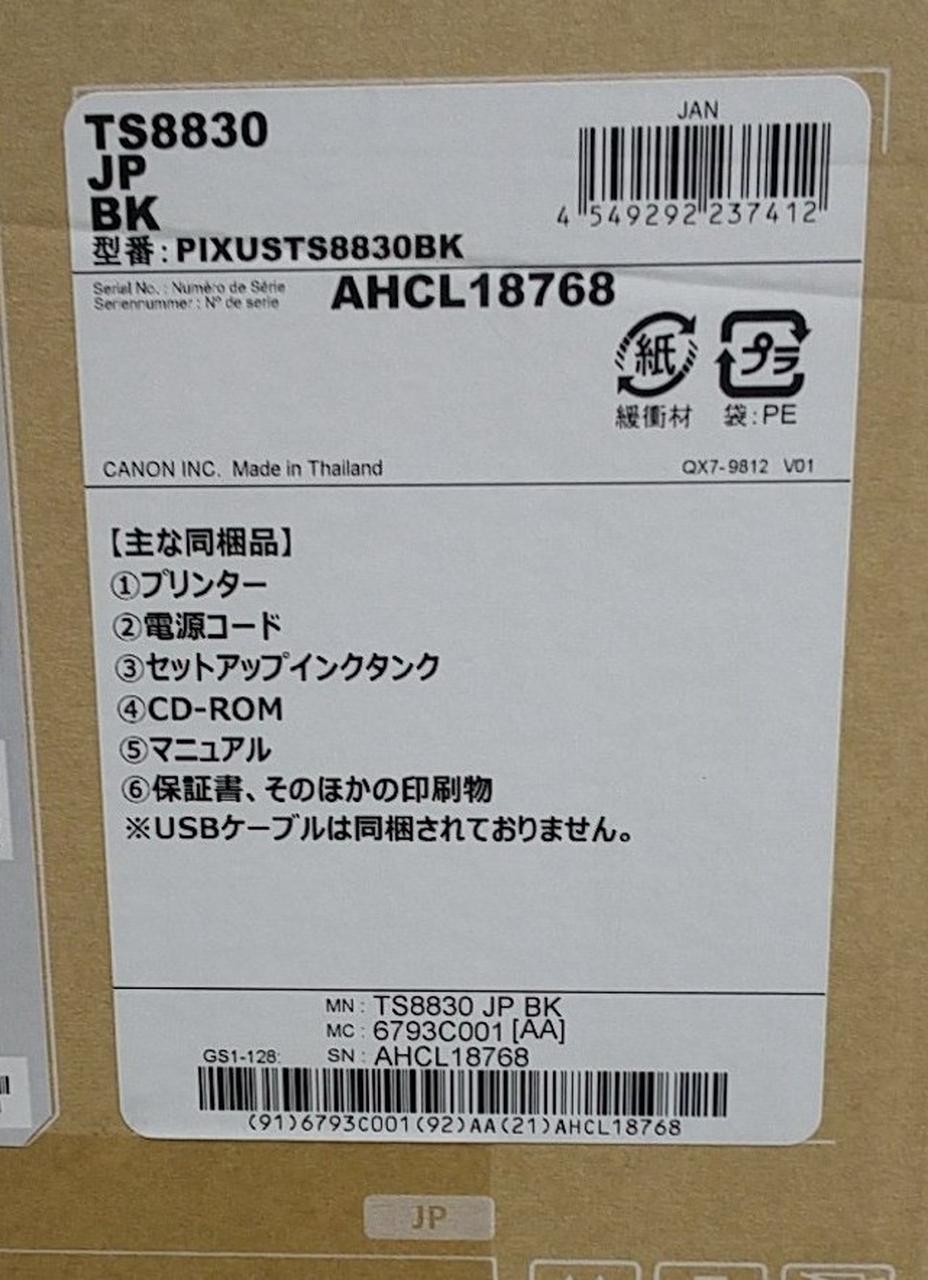 TS8830
JP
BK
型番：PIXUSTS8830BK
JAN
4 549292 237412
Serial No. : Numéro de Série
Seriennummer : Nº de serie
AHCL18768
紙
緩衝材
プラ
袋：PE
CANON INC. Made in Thailand
QX7-9812 V01
【主な同梱品】
①プリンター
②電源コード
③セットアップインクタンク
④CD-ROM
⑤マニュアル
⑥保証書、そのほかの印刷物
※USBケーブルは同梱されておりません。
MN : TS8830 JP BK
MC : 6793C001 [AA]
GS1-128: SN : AHCL18768
(91)6793C001(92)AA(21)AHCL18768
JP